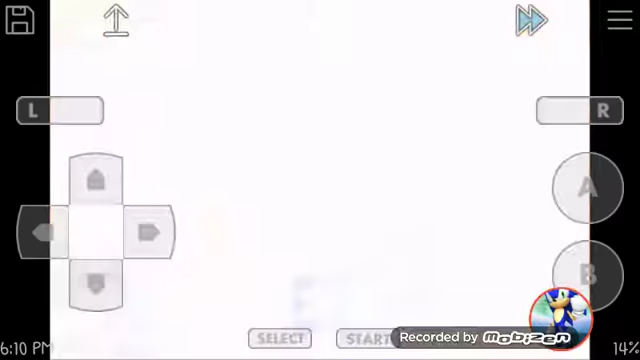 L
R
A
B
SELECT
START
Recorded by mobizen
6:10 PM
14%